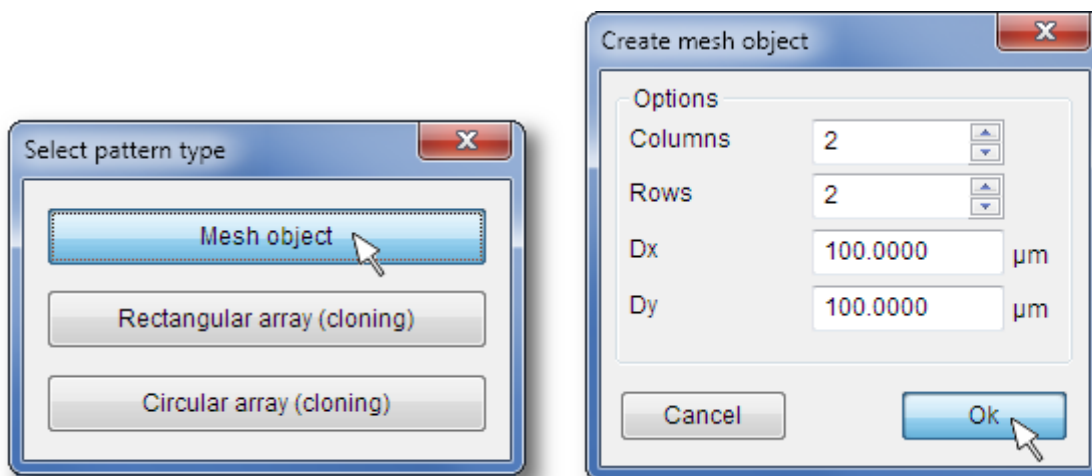 Select pattern type
Mesh object
Rectangular array (cloning)
Circular array (cloning)
Create mesh object
Options
Columns 2
Rows 2
Dx 100.0000 µm
Dy 100.0000 µm
Cancel Ok